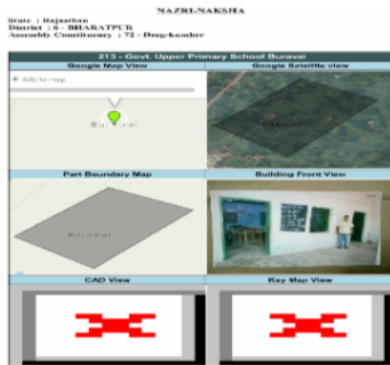 NAZRI-NAKSHA
State : Rajasthan
District : 6 - BHARATPUR
Assembly Constituency : 72 - Deeg-kumher
213 - Govt. Upper Primary School Buraval
Google Map View
Google Satellite view
Add to map
Part Boundary Map
Building Front View
CAD View
Key Map View